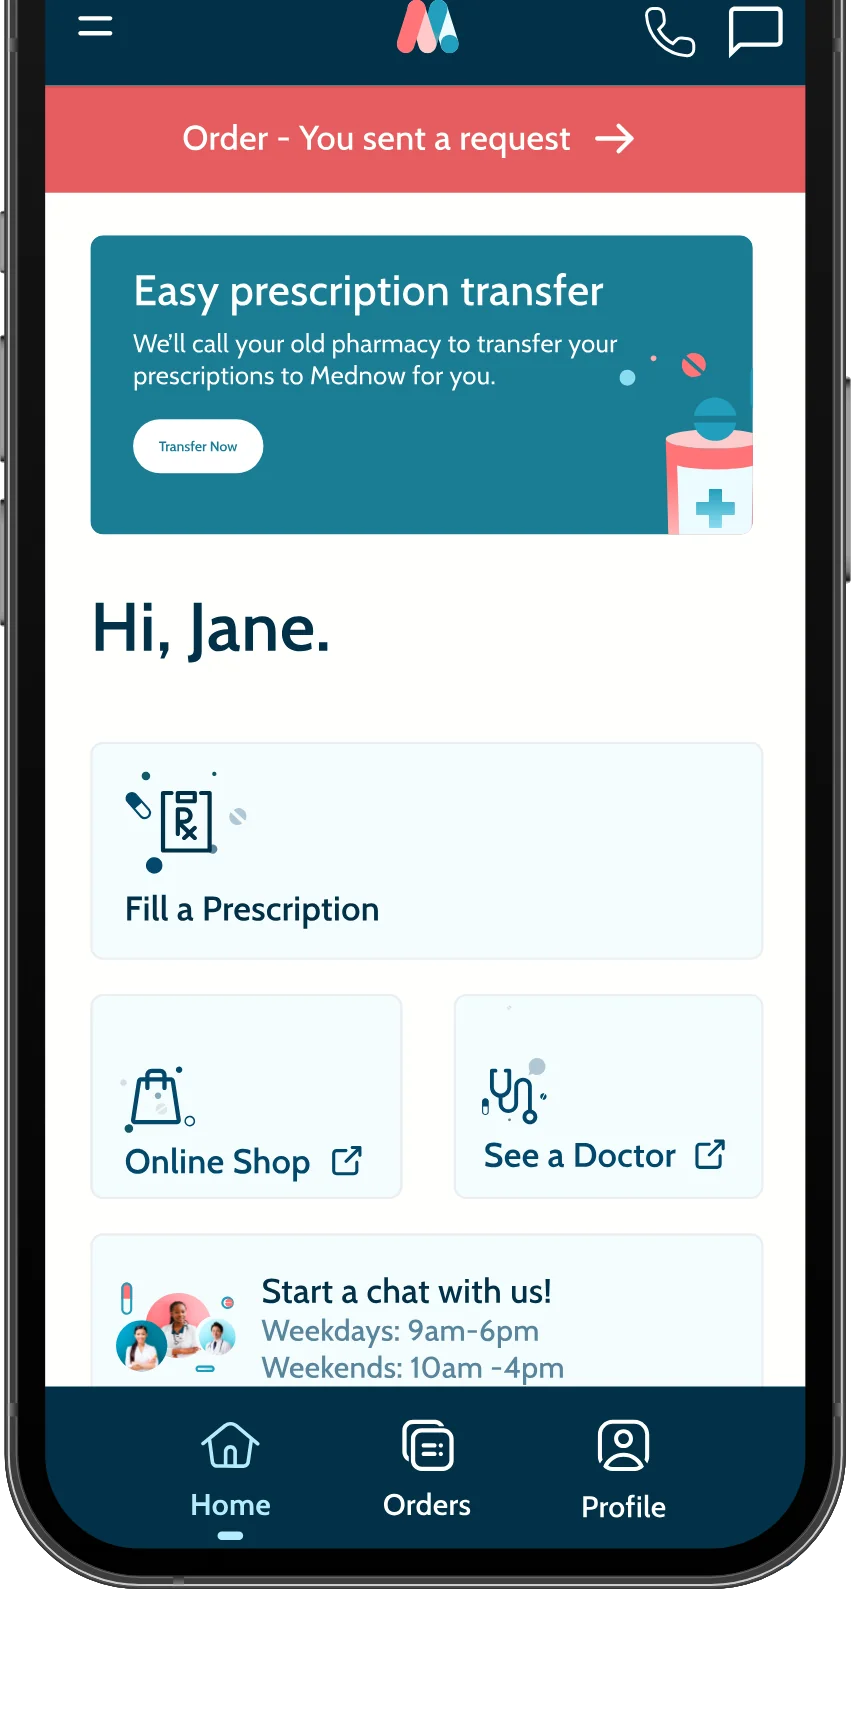 Order - You sent a request
Easy prescription transfer
We'll call your old pharmacy to transfer your
prescriptions to Mednow for you.
Transfer Now
Hi, Jane.
Rx
Fill a Prescription
Online Shop
See a Doctor
Start a chat with us!
Weekdays: 9am-6pm
Weekends: 10am -4pm
Home
Orders
Profile